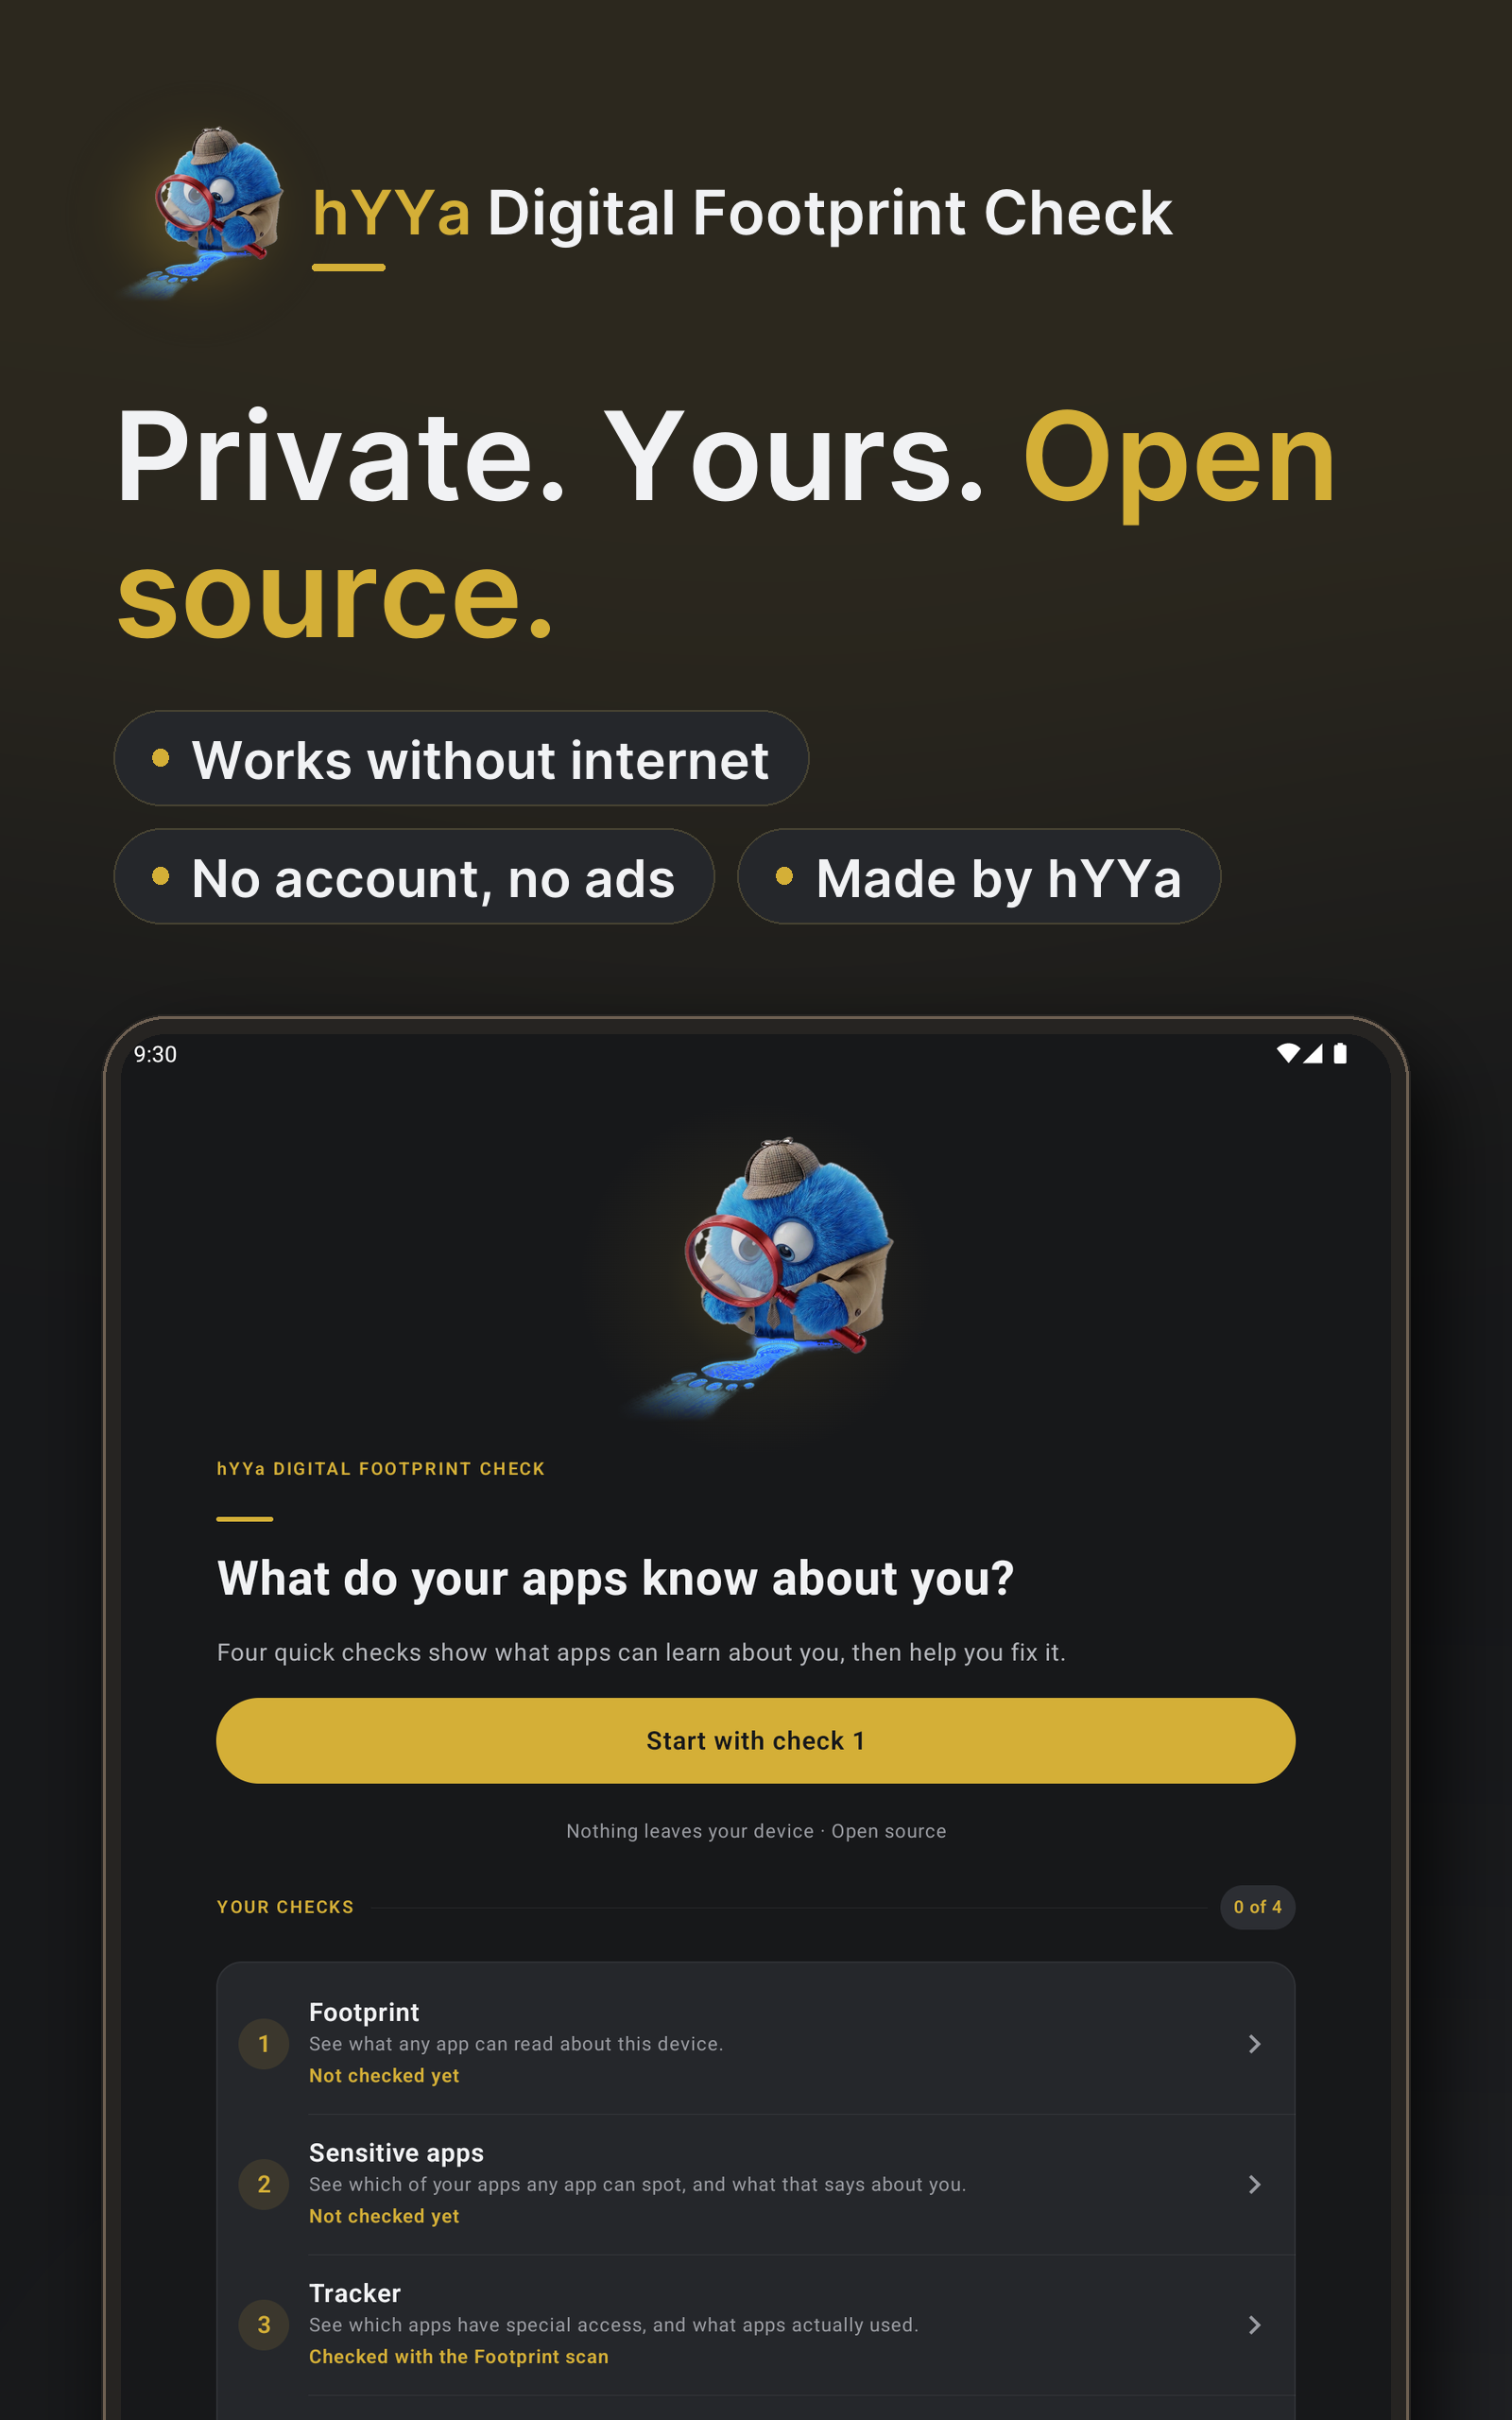 hYYa Digital Footprint Check
Private. Yours. Open
source.
Works without internet
No account, no ads
Made by hYYa
9:30
hYYa DIGITAL FOOTPRINT CHECK
What do your apps know about you?
Four quick checks show what apps can learn about you, then help you fix it.
Start with check 1
Nothing leaves your device · Open source
YOUR CHECKS
0 of 4
1
Footprint
See what any app can read about this device.
Not checked yet
2
Sensitive apps
See which of your apps any app can spot, and what that says about you.
Not checked yet
3
Tracker
See which apps have special access, and what apps actually used.
Checked with the Footprint scan